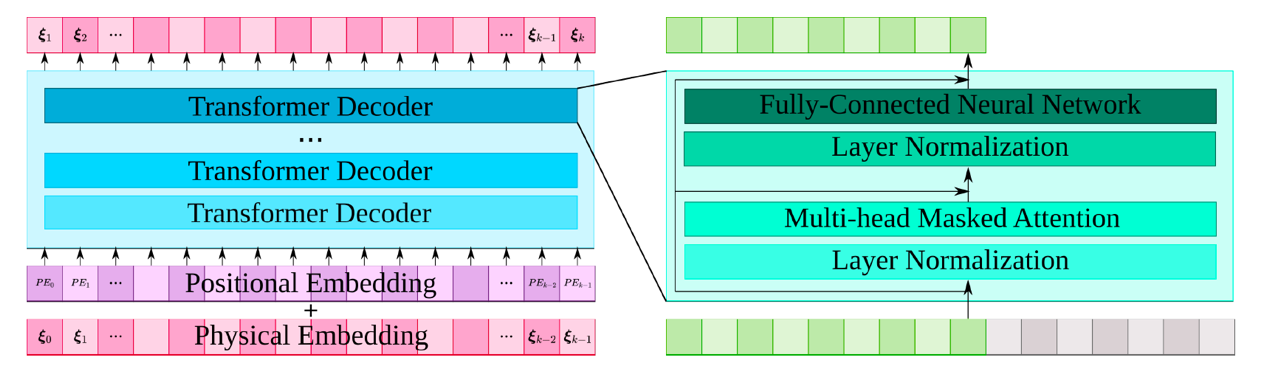 ξ1 ξ2 ... ... ξk−1 ξk
Transformer Decoder
...
Transformer Decoder
Transformer Decoder
PE0 PE1 ... Positional Embedding ... PEk−2 PEk−1
+
ξ0 ξ1 ... Physical Embedding ... ξk−2 ξk−1
Fully-Connected Neural Network
Layer Normalization
Multi-head Masked Attention
Layer Normalization